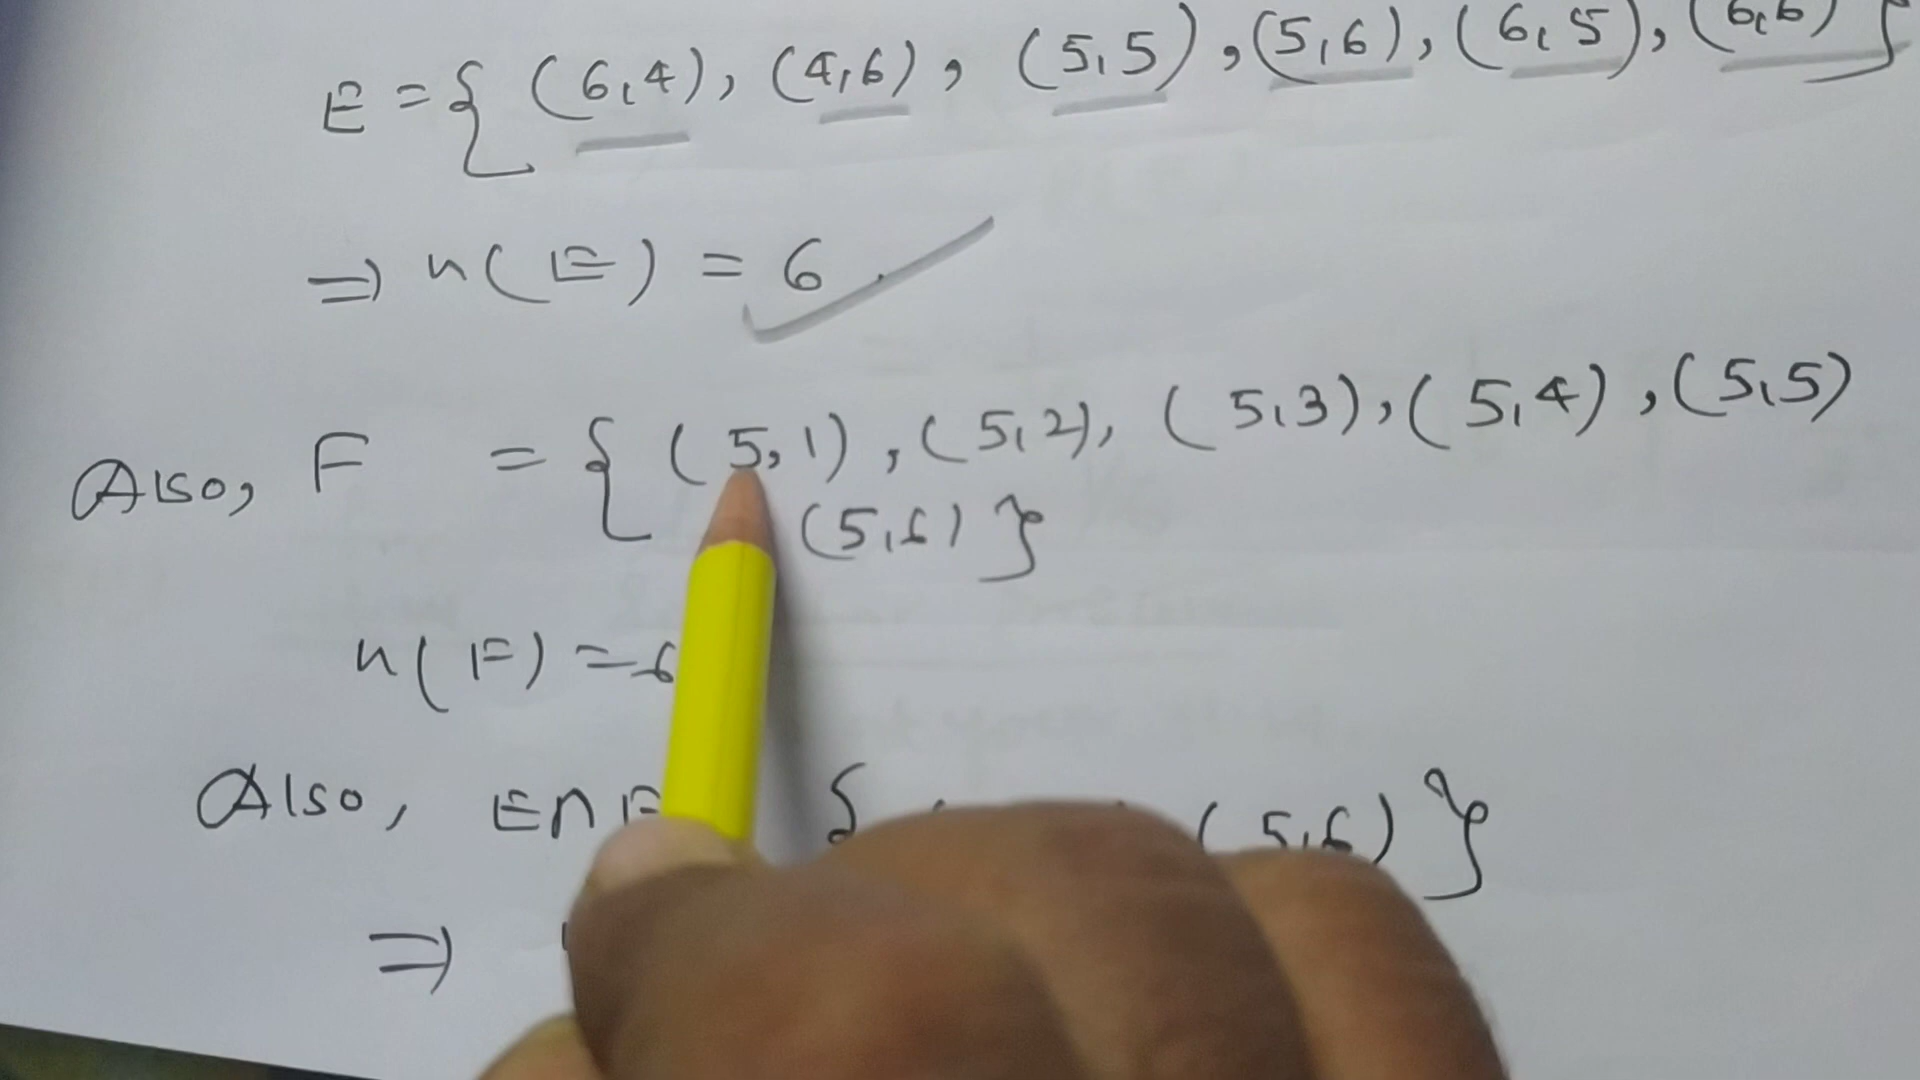 E = { (6,4), (4,6), (5,5), (5,6), (6,5), (6,6) }
⇒ n(E) = 6
Also, F = { (5,1), (5,2), (5,3), (5,4), (5,5)
(5,6) }
n(F) = 6
Also, E∩F { (5,6) }
⇒